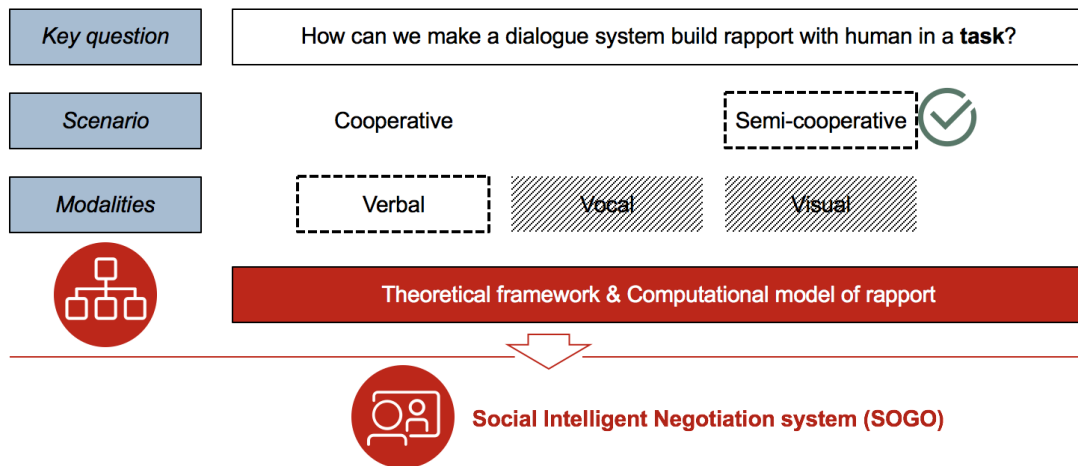 Key question
How can we make a dialogue system build rapport with human in a task?
Scenario
Cooperative
Semi-cooperative
Modalities
Verbal
Vocal
Visual
Theoretical framework & Computational model of rapport
Social Intelligent Negotiation system (SOGO)